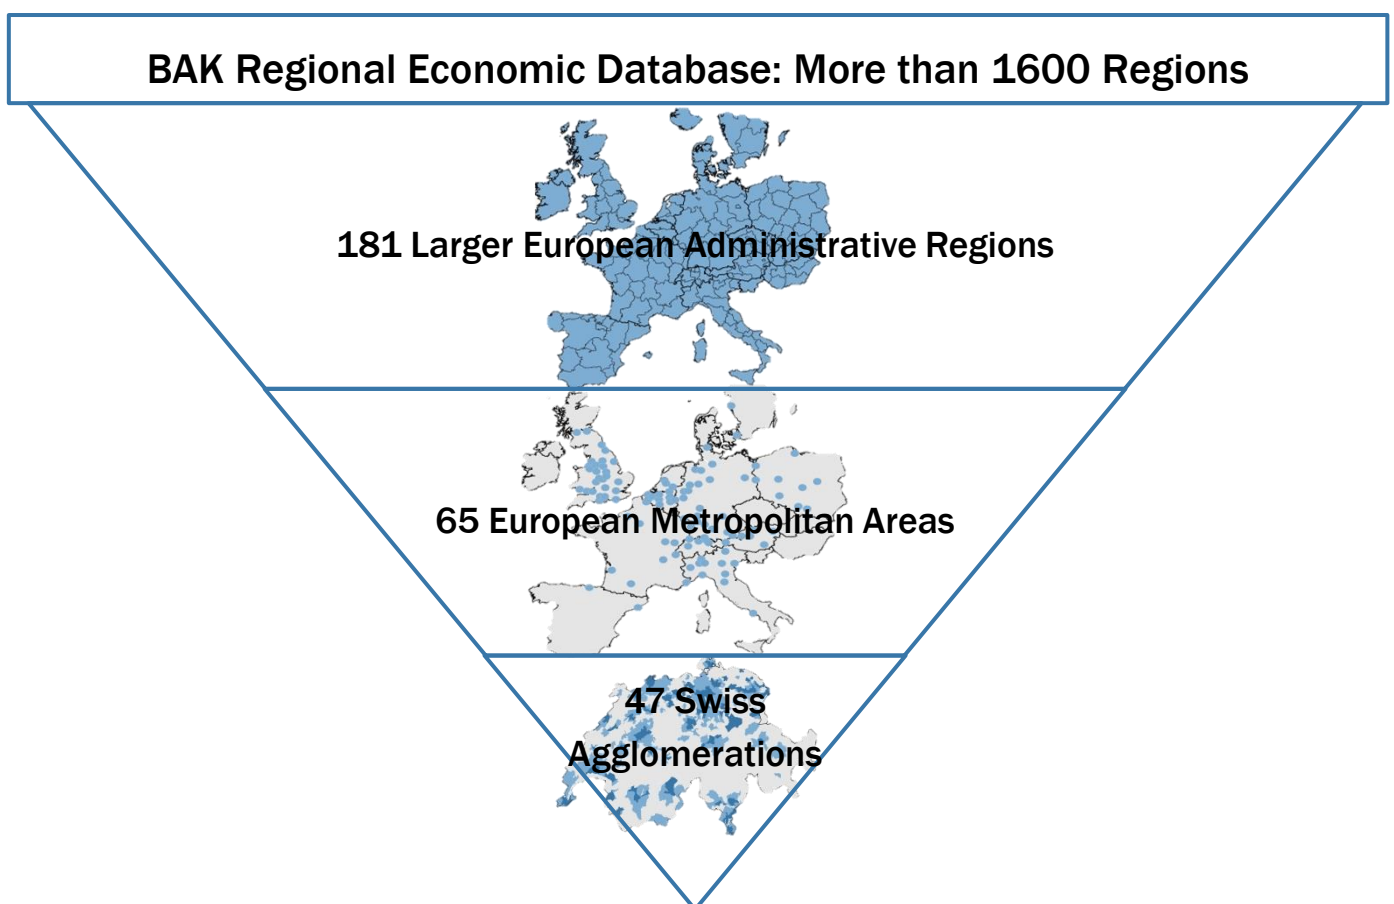 BAK Regional Economic Database: More than 1600 Regions
181 Larger European Administrative Regions
65 European Metropolitan Areas
47 Swiss
Agglomerations